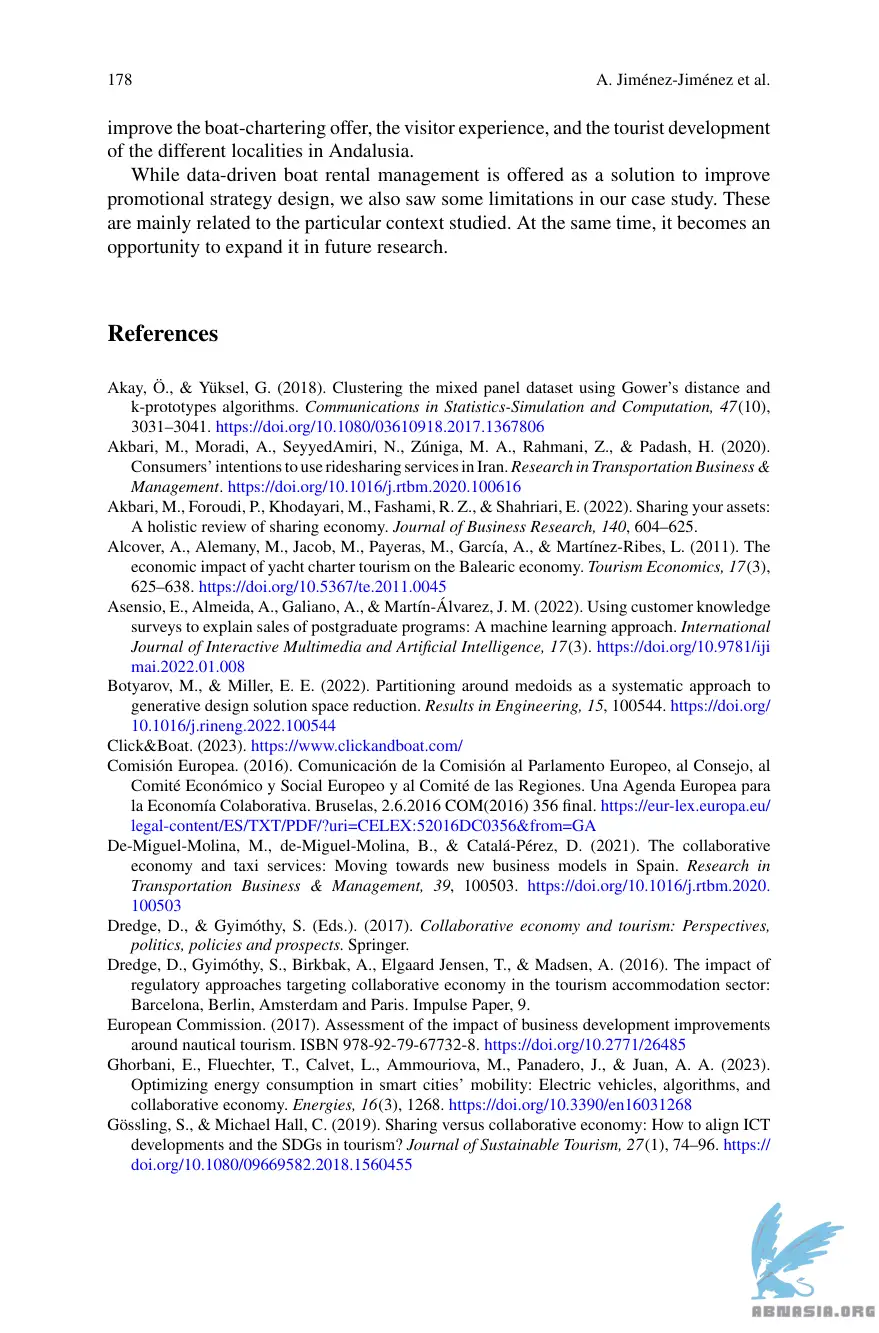 178
A. Jiménez-Jiménez et al.
improve the boat-chartering offer, the visitor experience, and the tourist development
of the different localities in Andalusia.
While data-driven boat rental management is offered as a solution to improve
promotional strategy design, we also saw some limitations in our case study. These
are mainly related to the particular context studied. At the same time, it becomes an
opportunity to expand it in future research.
References
Akay, Ö., & Yüksel, G. (2018). Clustering the mixed panel dataset using Gower's distance and
k-prototypes algorithms. Communications in Statistics-Simulation and Computation, 47(10),
3031–3041. https://doi.org/10.1080/03610918.2017.1367806
Akbari, M., Moradi, A., SeyyedAmiri, N., Zúniga, M. A., Rahmani, Z., & Padash, H. (2020).
Consumers' intentions to use ridesharing services in Iran. Research in Transportation Business &
Management. https://doi.org/10.1016/j.rtbm.2020.100616
Akbari, M., Foroudi, P., Khodayari, M., Fashami, R. Z., & Shahriari, E. (2022). Sharing your assets:
A holistic review of sharing economy. Journal of Business Research, 140, 604–625.
Alcover, A., Alemany, M., Jacob, M., Payeras, M., García, A., & Martínez-Ribes, L. (2011). The
economic impact of yacht charter tourism on the Balearic economy. Tourism Economics, 17(3),
625–638. https://doi.org/10.5367/te.2011.0045
Asensio, E., Almeida, A., Galiano, A., & Martín-Álvarez, J. M. (2022). Using customer knowledge
surveys to explain sales of postgraduate programs: A machine learning approach. International
Journal of Interactive Multimedia and Artificial Intelligence, 17(3). https://doi.org/10.9781/iji
mai.2022.01.008
Botyarov, M., & Miller, E. E. (2022). Partitioning around medoids as a systematic approach to
generative design solution space reduction. Results in Engineering, 15, 100544. https://doi.org/
10.1016/j.rineng.2022.100544
Click&Boat. (2023). https://www.clickandboat.com/
Comisión Europea. (2016). Comunicación de la Comisión al Parlamento Europeo, al Consejo, al
Comité Económico y Social Europeo y al Comité de las Regiones. Una Agenda Europea para
la Economía Colaborativa. Bruselas, 2.6.2016 COM(2016) 356 final. https://eur-lex.europa.eu/
legal-content/ES/TXT/PDF/?uri=CELEX:52016DC0356&from=GA
De-Miguel-Molina, M., de-Miguel-Molina, B., & Catalá-Pérez, D. (2021). The collaborative
economy and taxi services: Moving towards new business models in Spain. Research in
Transportation Business & Management, 39, 100503. https://doi.org/10.1016/j.rtbm.2020.
100503
Dredge, D., & Gyimóthy, S. (Eds.). (2017). Collaborative economy and tourism: Perspectives,
politics, policies and prospects. Springer.
Dredge, D., Gyimóthy, S., Birkbak, A., Elgaard Jensen, T., & Madsen, A. (2016). The impact of
regulatory approaches targeting collaborative economy in the tourism accommodation sector:
Barcelona, Berlin, Amsterdam and Paris. Impulse Paper, 9.
European Commission. (2017). Assessment of the impact of business development improvements
around nautical tourism. ISBN 978-92-79-67732-8. https://doi.org/10.2771/26485
Ghorbani, E., Fluechter, T., Calvet, L., Ammouriova, M., Panadero, J., & Juan, A. A. (2023).
Optimizing energy consumption in smart cities' mobility: Electric vehicles, algorithms, and
collaborative economy. Energies, 16(3), 1268. https://doi.org/10.3390/en16031268
Gössling, S., & Michael Hall, C. (2019). Sharing versus collaborative economy: How to align ICT
developments and the SDGs in tourism? Journal of Sustainable Tourism, 27(1), 74–96. https://
doi.org/10.1080/09669582.2018.1560455
ABNASIA.ORG